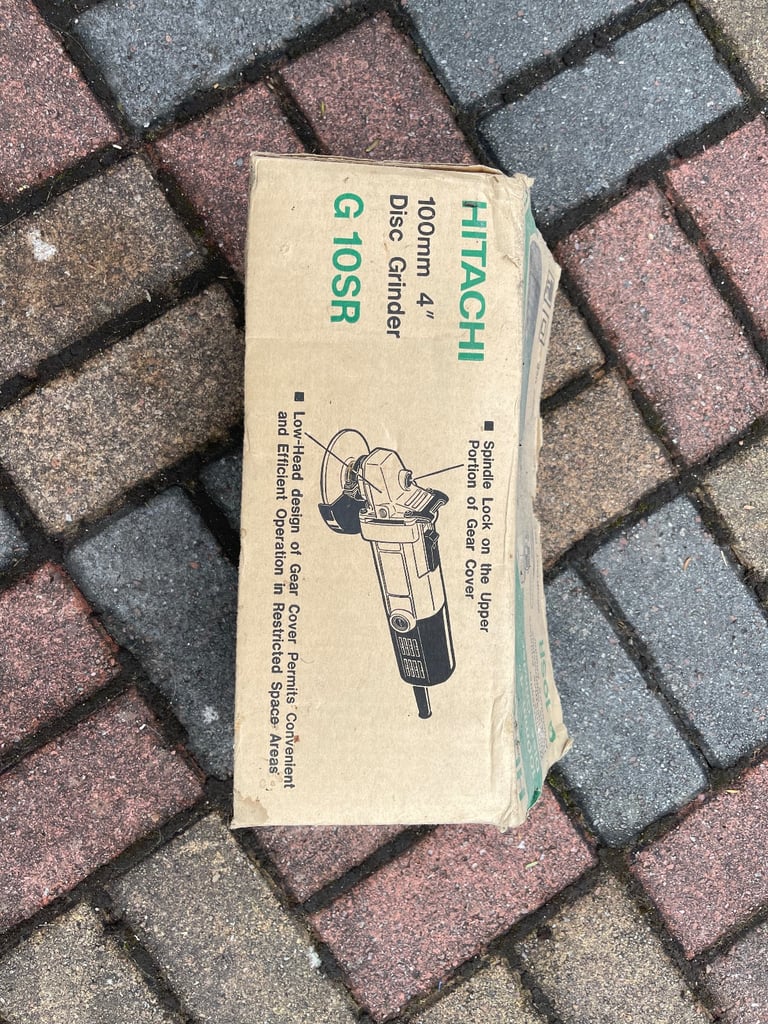 HITACHI
100mm 4"
Disc Grinder
G 10SR
■ Spindle Lock on the Upper
Portion of Gear Cover
■ Low-Head design of Gear Cover Permits Convenient
and Efficient Operation in Restricted Space Areas